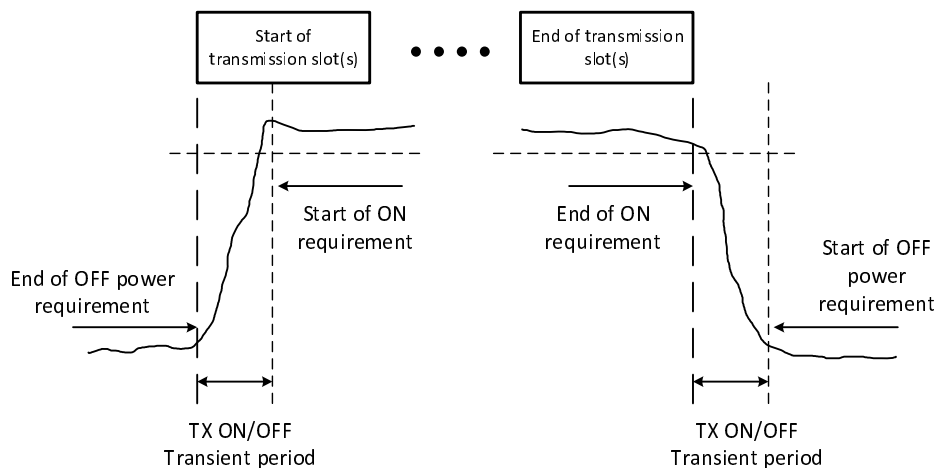 Start of
transmission slot(s)
End of transmission
slot(s)
Start of ON
requirement
End of ON
requirement
End of OFF power
requirement
Start of OFF
power
requirement
TX ON/OFF
Transient period
TX ON/OFF
Transient period